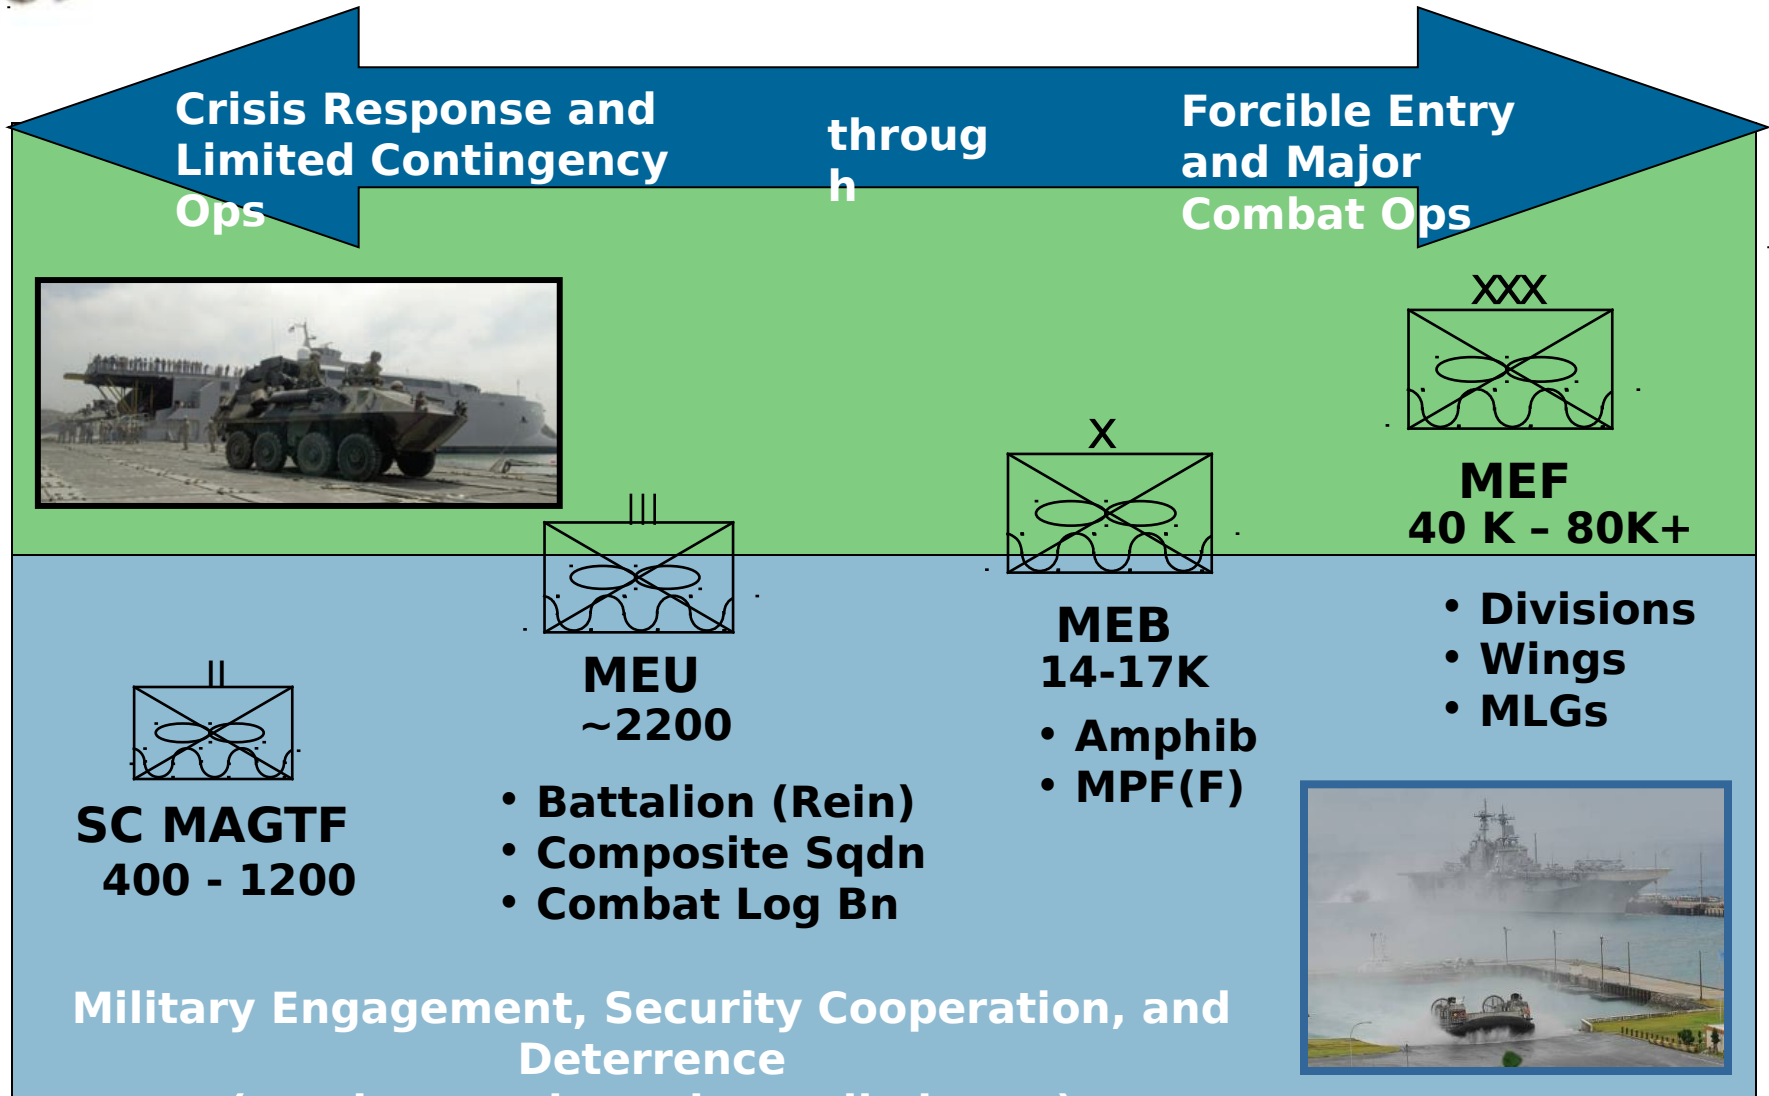 Crisis Response and
Limited Contingency
Ops
throug
h
Forcible Entry
and Major
Combat Ops
XXX
MEF
40 K – 80K+
• Divisions
• Wings
• MLGs
X
MEB
14-17K
• Amphib
• MPF(F)
III
MEU
~2200
• Battalion (Rein)
• Composite Sqdn
• Combat Log Bn
II
SC MAGTF
400 - 1200
Military Engagement, Security Cooperation, and
Deterrence